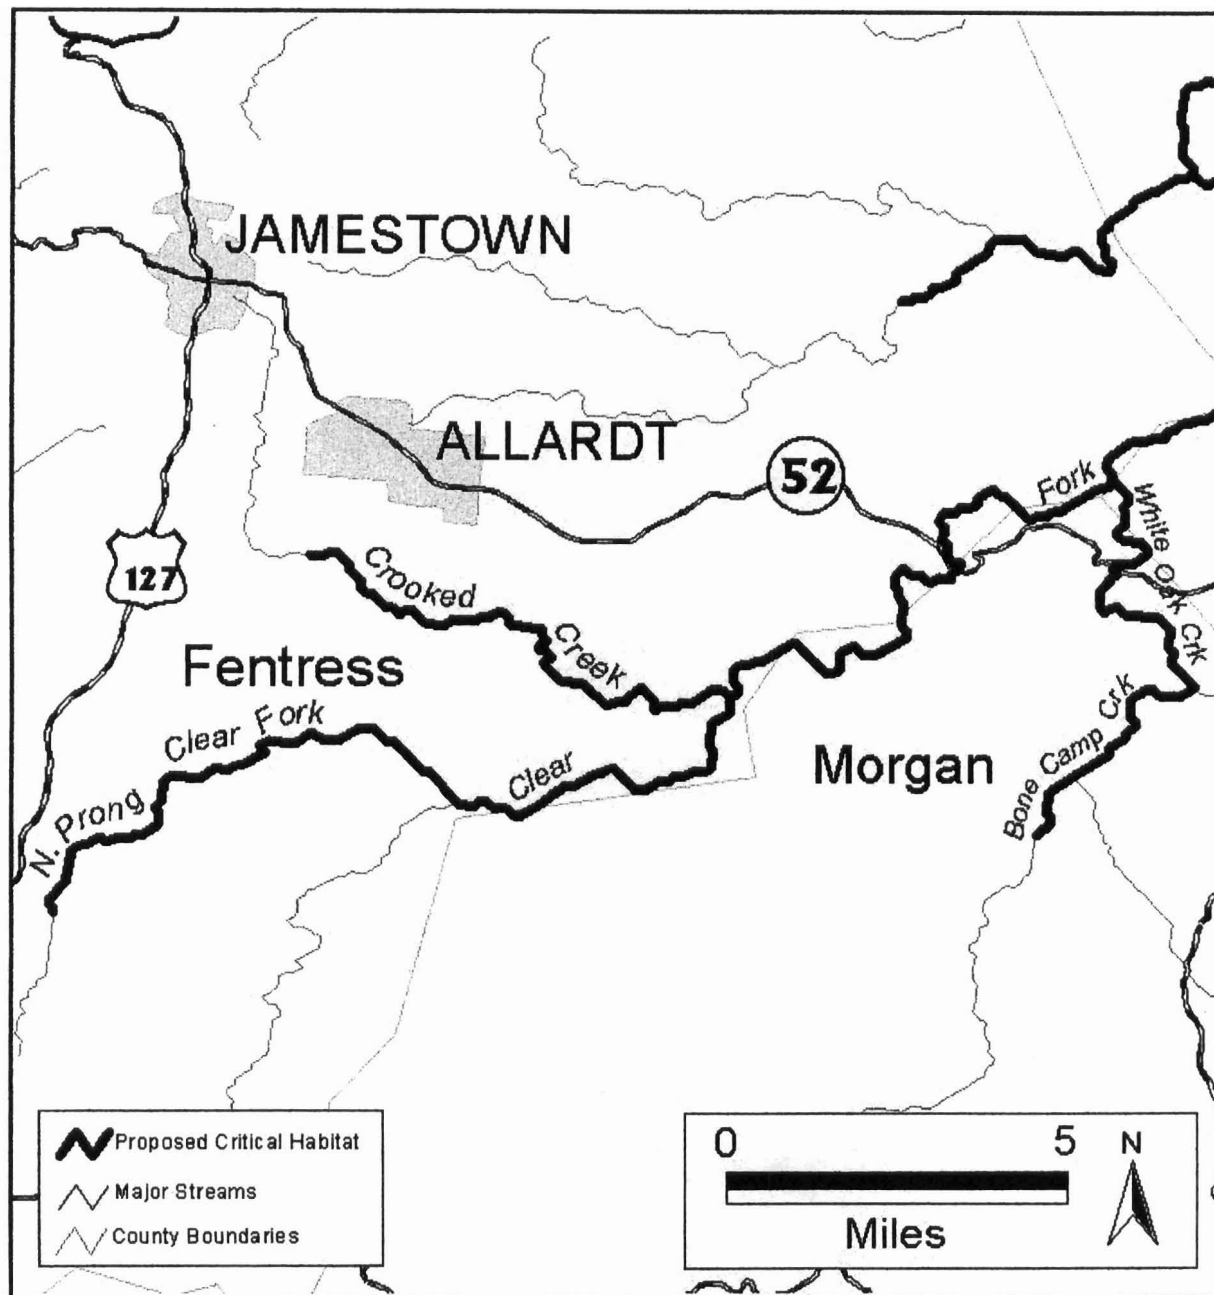 JAMESTOWN
ALLARDT
52
Fork
White Oak Crk
127
Crooked Creek
Fentress
N. Prong Clear Fork
Clear
Morgan
Bone Camp Crk
Proposed Critical Habitat
Major Streams
County Boundaries
0 5
Miles
N